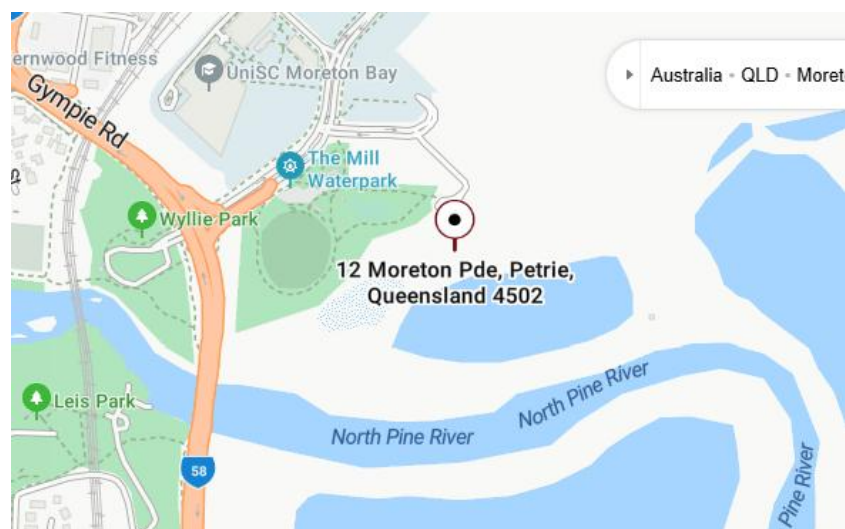 ernwood Fitness
UniSC Moreton Bay
Australia • QLD • Moret
Gympie Rd
The Mill
Waterpark
Wyllie Park
12 Moreton Pde, Petrie,
Queensland 4502
Leis Park
North Pine River
North Pine River
Pine River
58